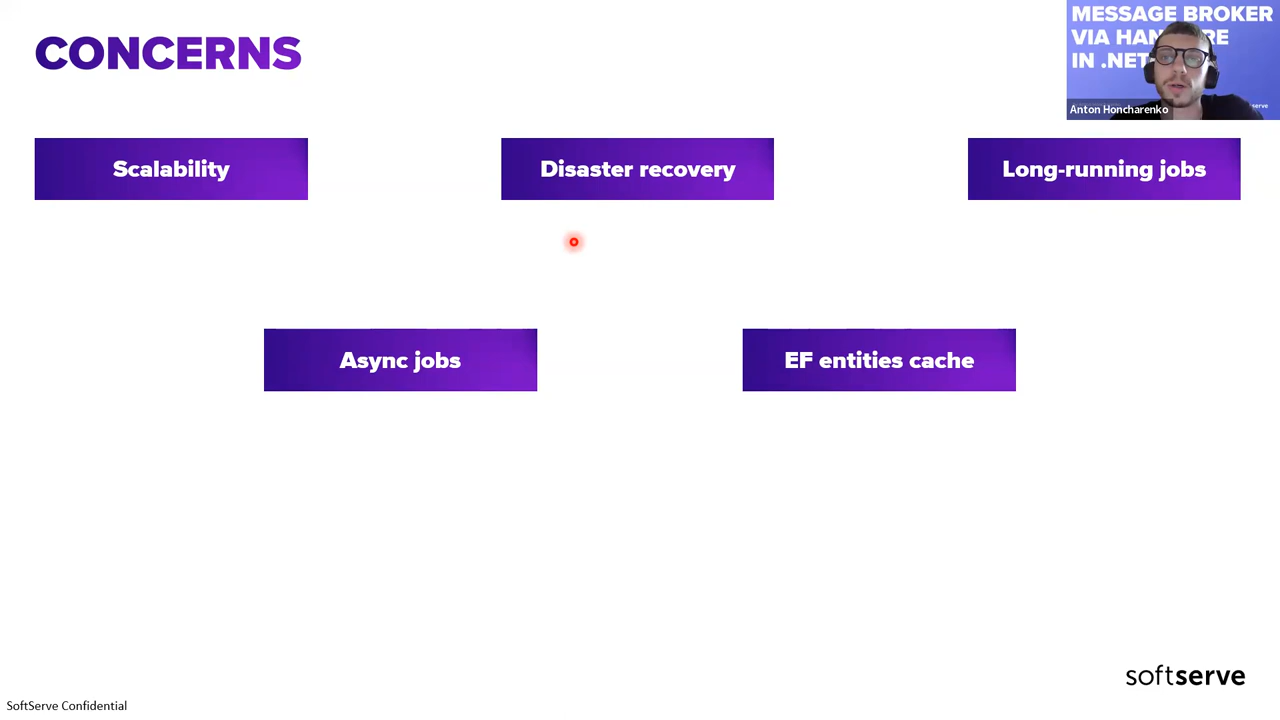 CONCERNS
MESSAGE BROKER
VIA
IN .NET
Anton Honcharenko
Scalability
Disaster recovery
Long-running jobs
Async jobs
EF entities cache
softserve
SoftServe Confidential